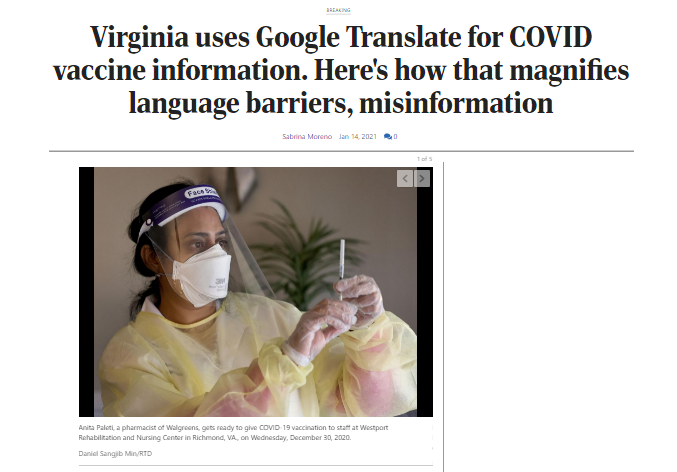 BREAKING
Virginia uses Google Translate for COVID
vaccine information. Here's how that magnifies
language barriers, misinformation
Sabrina Moreno Jan 14, 2021 0
1 of 5
Anita Paleti, a pharmacist of Walgreens, gets ready to give COVID-19 vaccination to staff at Westport
Rehabilitation and Nursing Center in Richmond, VA., on Wednesday, December 30, 2020.
Daniel Sangjib Min/RTD